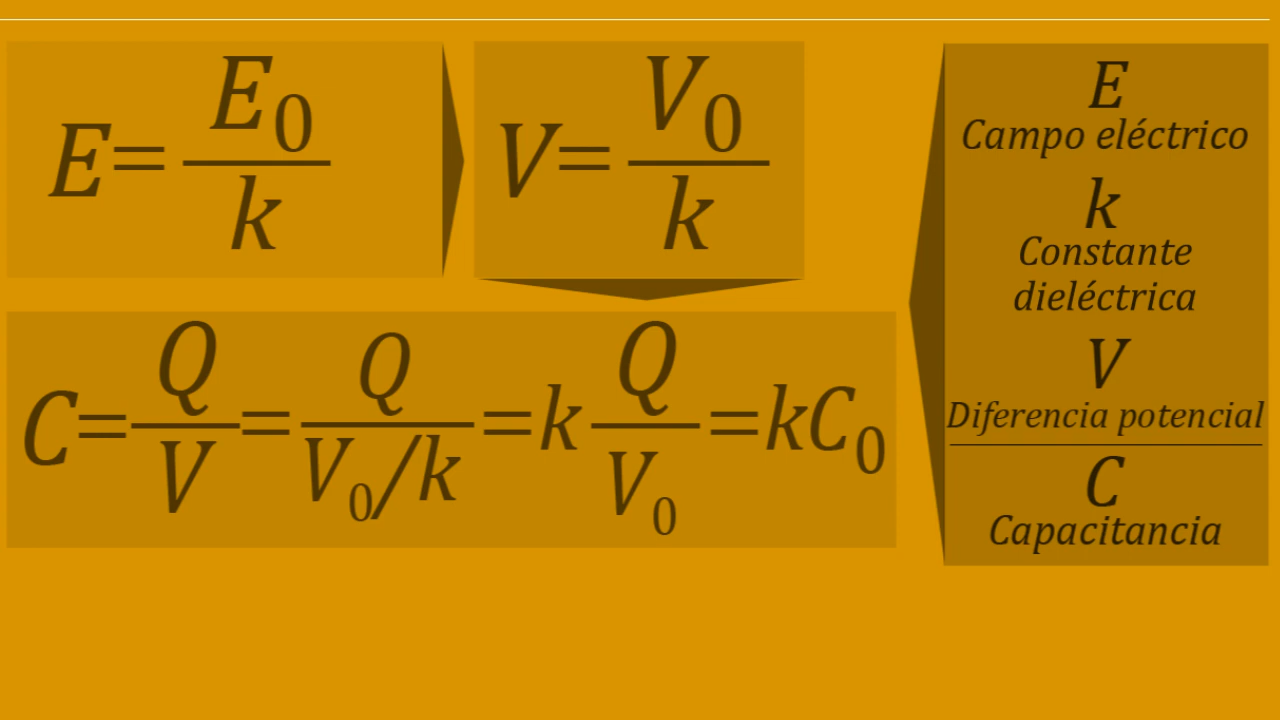 E=E₀/k
V=V₀/k
C=Q/V=Q/(V₀/k)=kQ/V₀=kC₀
E
Campo eléctrico
k
Constante
dieléctrica
V
Diferencia potencial
C
Capacitancia